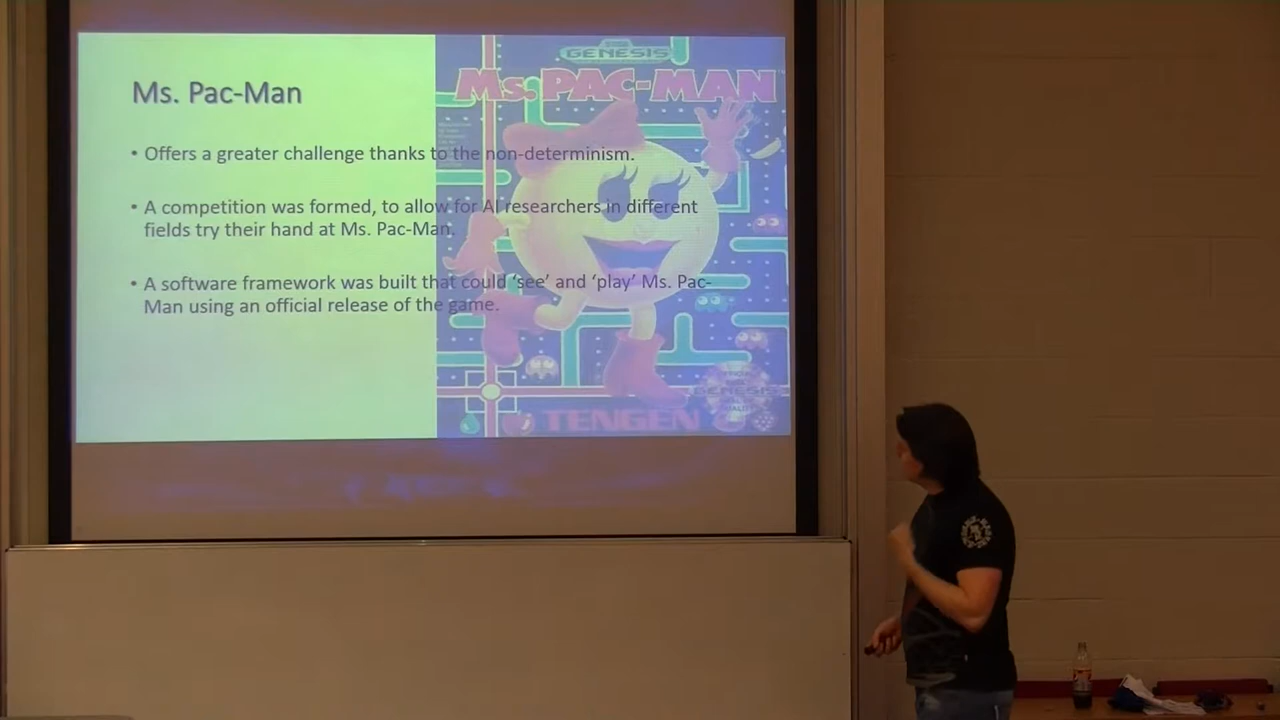 GENESIS
Ms. PAC-MAN
Ms. Pac-Man
• Offers a greater challenge thanks to the non-determinism.
• A competition was formed, to allow for AI researchers in different
fields try their hand at Ms. Pac-Man.
• A software framework was built that could ‘see’ and ‘play’ Ms. Pac-
Man using an official release of the game.
GENESIS
TENGEN